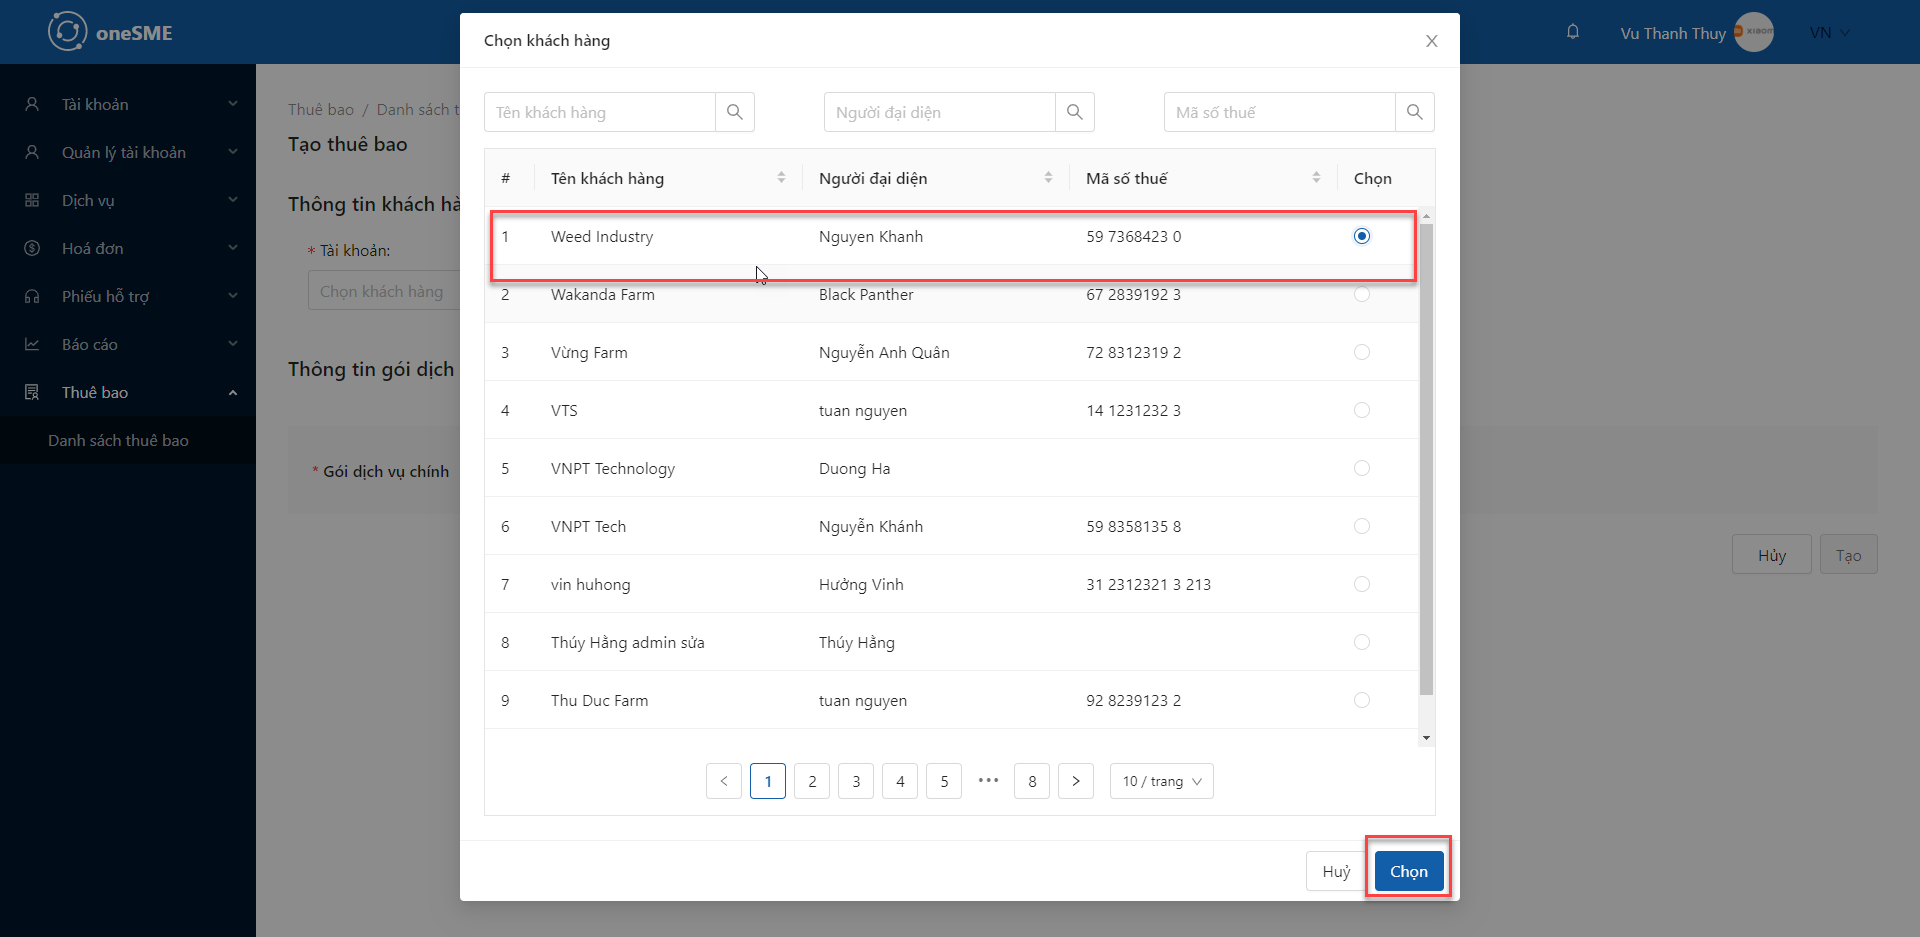 oneSME
Vu Thanh Thuy
VN
Tài khoản
Quản lý tài khoản
Dịch vụ
Hoá đơn
Phiếu hỗ trợ
Báo cáo
Thuê bao
Danh sách thuê bao
Thuê bao / Danh sách t
Tạo thuê bao
Thông tin khách hà
* Tài khoản:
Chọn khách hàng
Thông tin gói dịch
* Gói dịch vụ chính
Hủy
Tạo
Chọn khách hàng
Tên khách hàng
Người đại diện
Mã số thuế
# Tên khách hàng Người đại diện Mã số thuế Chọn
1 Weed Industry Nguyen Khanh 59 7368423 0
2 Wakanda Farm Black Panther 67 2839192 3
3 Vừng Farm Nguyễn Anh Quân 72 8312319 2
4 VTS tuan nguyen 14 1231232 3
5 VNPT Technology Duong Ha
6 VNPT Tech Nguyễn Khánh 59 8358135 8
7 vin huhong Hưởng Vinh 31 2312321 3 213
8 Thúy Hằng admin sửa Thúy Hằng
9 Thu Duc Farm tuan nguyen 92 8239123 2
< 1 2 3 4 5 ••• 8 > 10 / trang
Huỷ
Chọn